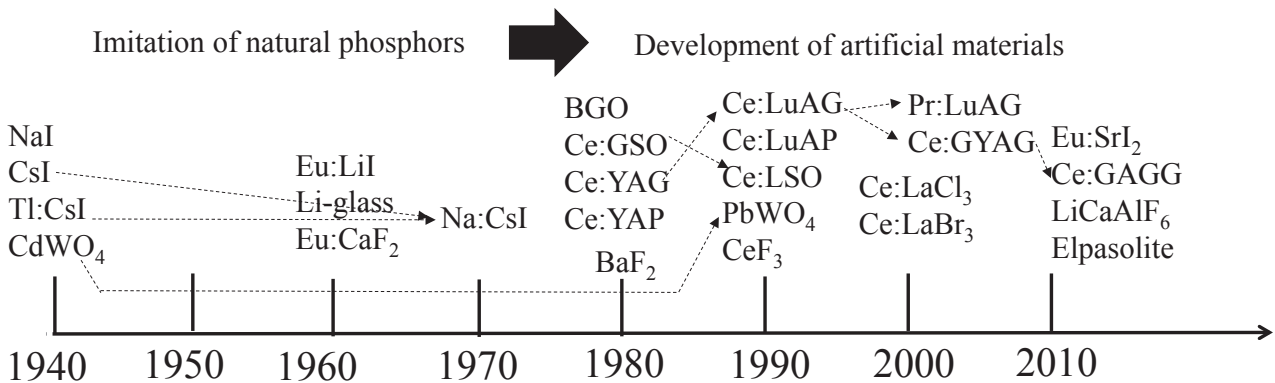 Imitation of natural phosphors
Development of artificial materials
NaI
CsI
Tl:CsI
CdWO₄
Eu:LiI
Li-glass
Eu:CaF₂
Na:CsI
BGO
Ce:GSO
Ce:YAG
Ce:YAP
BaF₂
Ce:LuAG
Ce:LuAP
Ce:LSO
PbWO₄
CeF₃
Pr:LuAG
Ce:GYAG
Ce:LaCl₃
Ce:LaBr₃
Eu:SrI₂
Ce:GAGG
LiCaAlF₆
Elpasolite
1940 1950 1960 1970 1980 1990 2000 2010